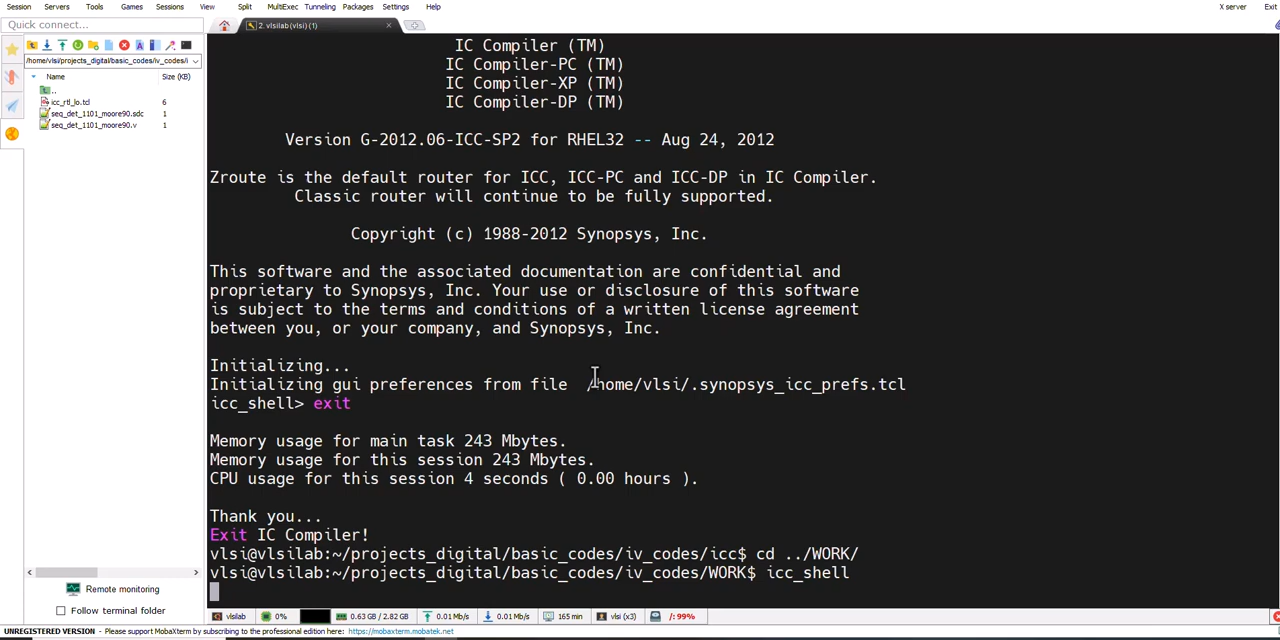 Session Servers Tools Games Sessions View Split MultiExec Tunneling Packages Settings Help X server Exit
Quick connect...
2. vlsilab(vlsi) (1)
/home/vlsi/projects_digital/basic_codes/iv_codes/i
Name Size (KB)
..
icc_rtl_lo.tcl 6
seq_det_1101_moore90.sdc 1
seq_det_1101_moore90.v 1
IC Compiler (TM)
IC Compiler-PC (TM)
IC Compiler-XP (TM)
IC Compiler-DP (TM)
Version G-2012.06-ICC-SP2 for RHEL32 -- Aug 24, 2012
Zroute is the default router for ICC, ICC-PC and ICC-DP in IC Compiler.
Classic router will continue to be fully supported.
Copyright (c) 1988-2012 Synopsys, Inc.
This software and the associated documentation are confidential and
proprietary to Synopsys, Inc. Your use or disclosure of this software
is subject to the terms and conditions of a written license agreement
between you, or your company, and Synopsys, Inc.
Initializing...
Initializing gui preferences from file /home/vlsi/.synopsys_icc_prefs.tcl
icc_shell> exit
Memory usage for main task 243 Mbytes.
Memory usage for this session 243 Mbytes.
CPU usage for this session 4 seconds ( 0.00 hours ).
Thank you...
Exit IC Compiler!
vlsi@vlsilab:~/projects_digital/basic_codes/iv_codes/icc$ cd ../WORK/
vlsi@vlsilab:~/projects_digital/basic_codes/iv_codes/WORK$ icc_shell
Remote monitoring
Follow terminal folder
vlsilab 0% 0.63 GB / 2.82 GB 0.01 Mb/s 0.01 Mb/s 165 min vlsi (x3) /: 99%
UNREGISTERED VERSION - Please support MobaXterm by subscribing to the professional edition here: https://mobaxterm.mobatek.net